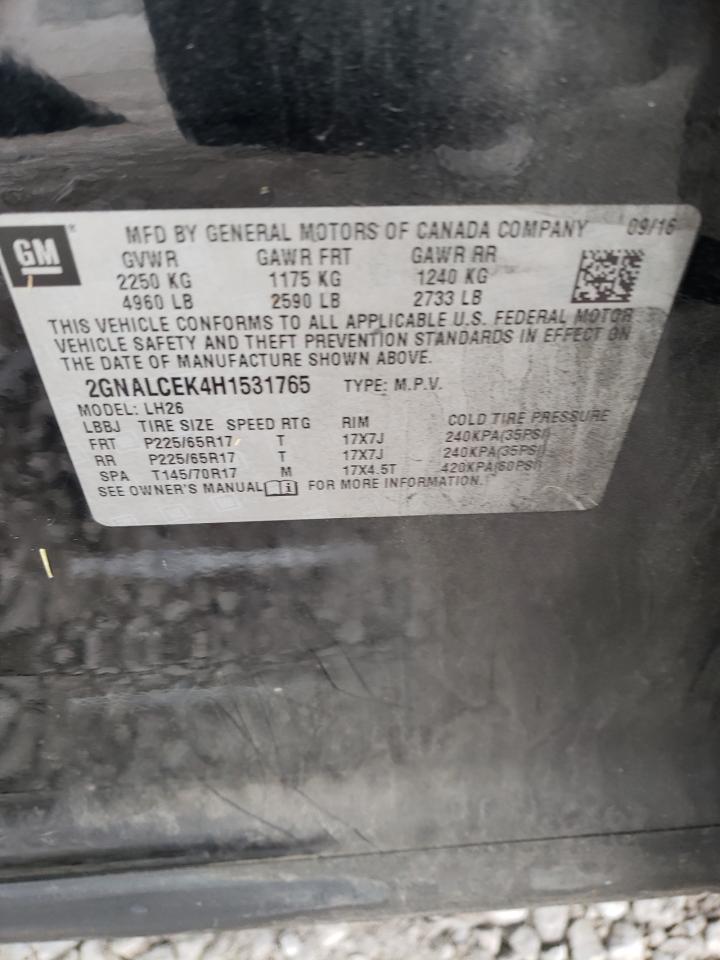 GM
MFD BY GENERAL MOTORS OF CANADA COMPANY 09/16
GVWR GAWR FRT GAWR RR
2250 KG 1175 KG 1240 KG
4960 LB 2590 LB 2733 LB
THIS VEHICLE CONFORMS TO ALL APPLICABLE U.S. FEDERAL MOTOR
VEHICLE SAFETY AND THEFT PREVENTION STANDARDS IN EFFECT ON
THE DATE OF MANUFACTURE SHOWN ABOVE.
2GNALCEK4H1531765 TYPE: M.P.V.
MODEL: LH26
LBBJ TIRE SIZE SPEED RTG RIM COLD TIRE PRESSURE
FRT P225/65R17 T 17X7J 240KPA(35PSI)
RR P225/65R17 T 17X7J 240KPA(35PSI)
SPA T145/70R17 M 17X4.5T 420KPA(60PSI)
SEE OWNER'S MANUAL FOR MORE INFORMATION.